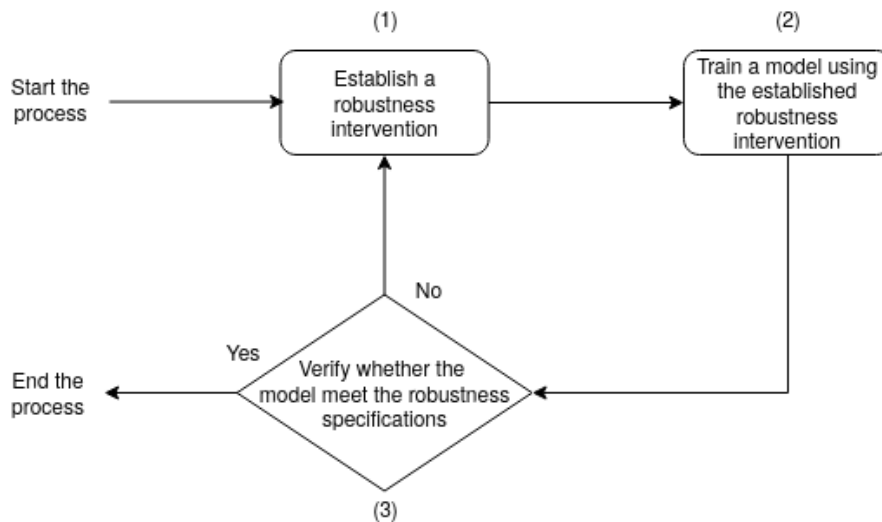 (1)
(2)
Start the
process
Establish a
robustness
intervention
Train a model using
the established
robustness
intervention
No
Yes
Verify whether the
model meet the robustness
specifications
End the
process
(3)